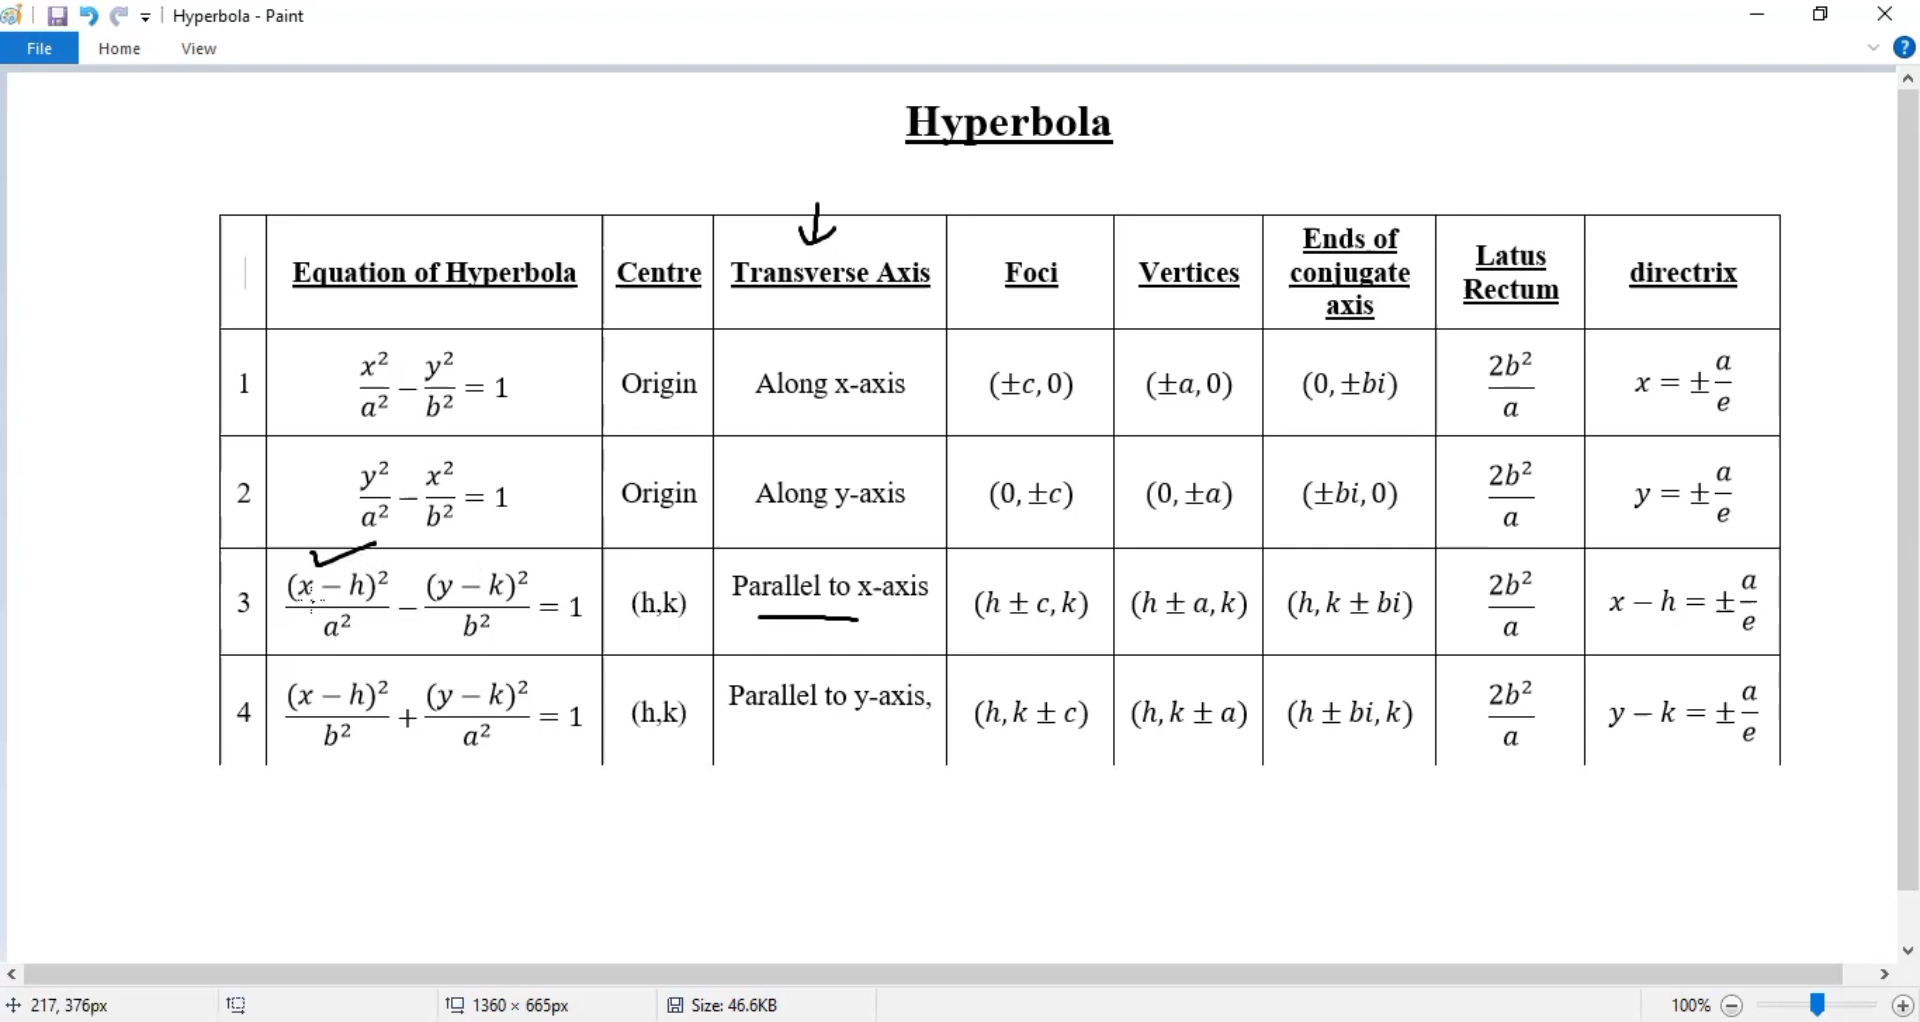 Hyperbola - Paint
File Home View
Hyperbola
Equation of Hyperbola Centre Transverse Axis Foci Vertices Ends of conjugate axis Latus Rectum directrix
1 x²/a² − y²/b² = 1 Origin Along x-axis (±c, 0) (±a, 0) (0, ±bi) 2b²/a x = ± a/e
2 y²/a² − x²/b² = 1 Origin Along y-axis (0, ±c) (0, ±a) (±bi, 0) 2b²/a y = ± a/e
3 (x − h)²/a² − (y − k)²/b² = 1 (h,k) Parallel to x-axis (h ± c, k) (h ± a, k) (h, k ± bi) 2b²/a x − h = ± a/e
4 (x − h)²/b² + (y − k)²/a² = 1 (h,k) Parallel to y-axis, (h, k ± c) (h, k ± a) (h ± bi, k) 2b²/a y − k = ± a/e
217, 376px 1360 × 665px Size: 46.6KB 100%